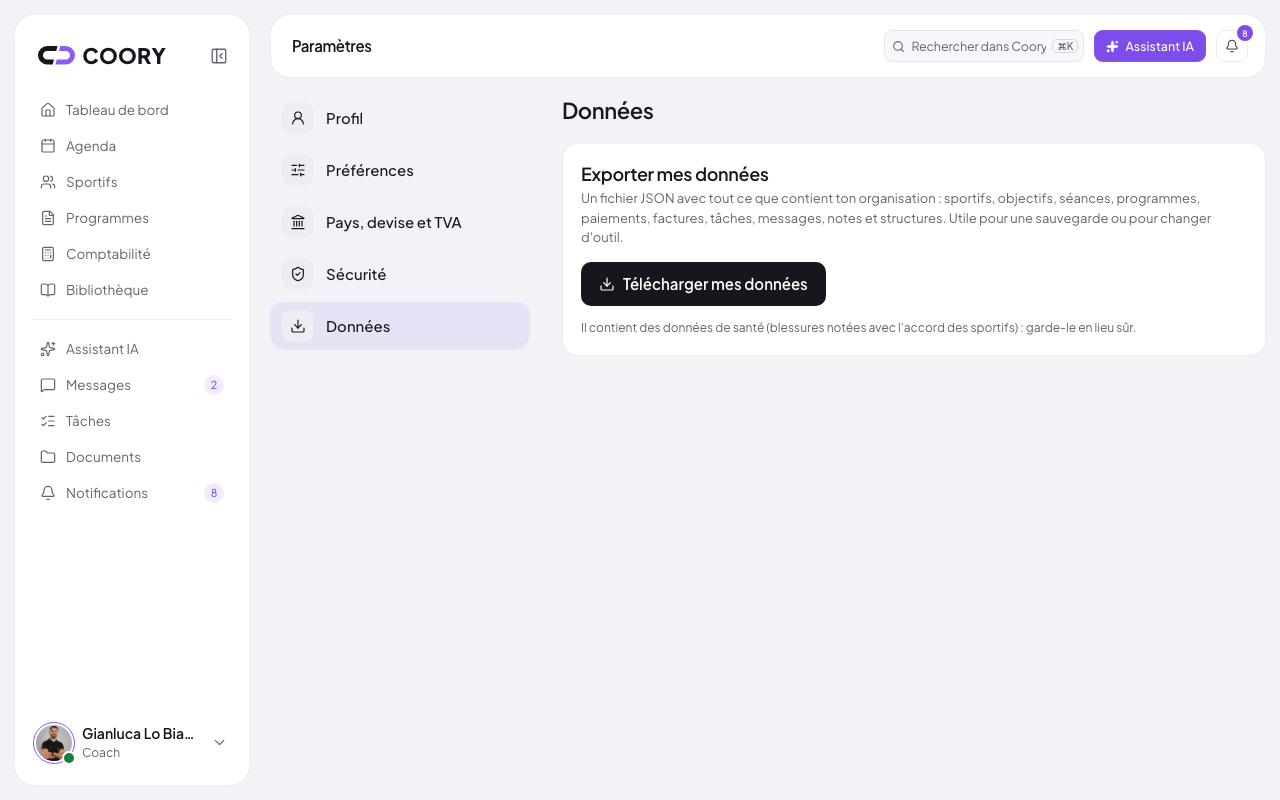 COORY
Tableau de bord
Agenda
Sportifs
Programmes
Comptabilité
Bibliothèque
Assistant IA
Messages 2
Tâches
Documents
Notifications 8
Gianluca Lo Bia...
Coach
Paramètres
Rechercher dans Coory ⌘K
Assistant IA
8
Profil
Préférences
Pays, devise et TVA
Sécurité
Données
Données
Exporter mes données
Un fichier JSON avec tout ce que contient ton organisation : sportifs, objectifs, séances, programmes,
paiements, factures, tâches, messages, notes et structures. Utile pour une sauvegarde ou pour changer
d'outil.
Télécharger mes données
Il contient des données de santé (blessures notées avec l'accord des sportifs) : garde-le en lieu sûr.